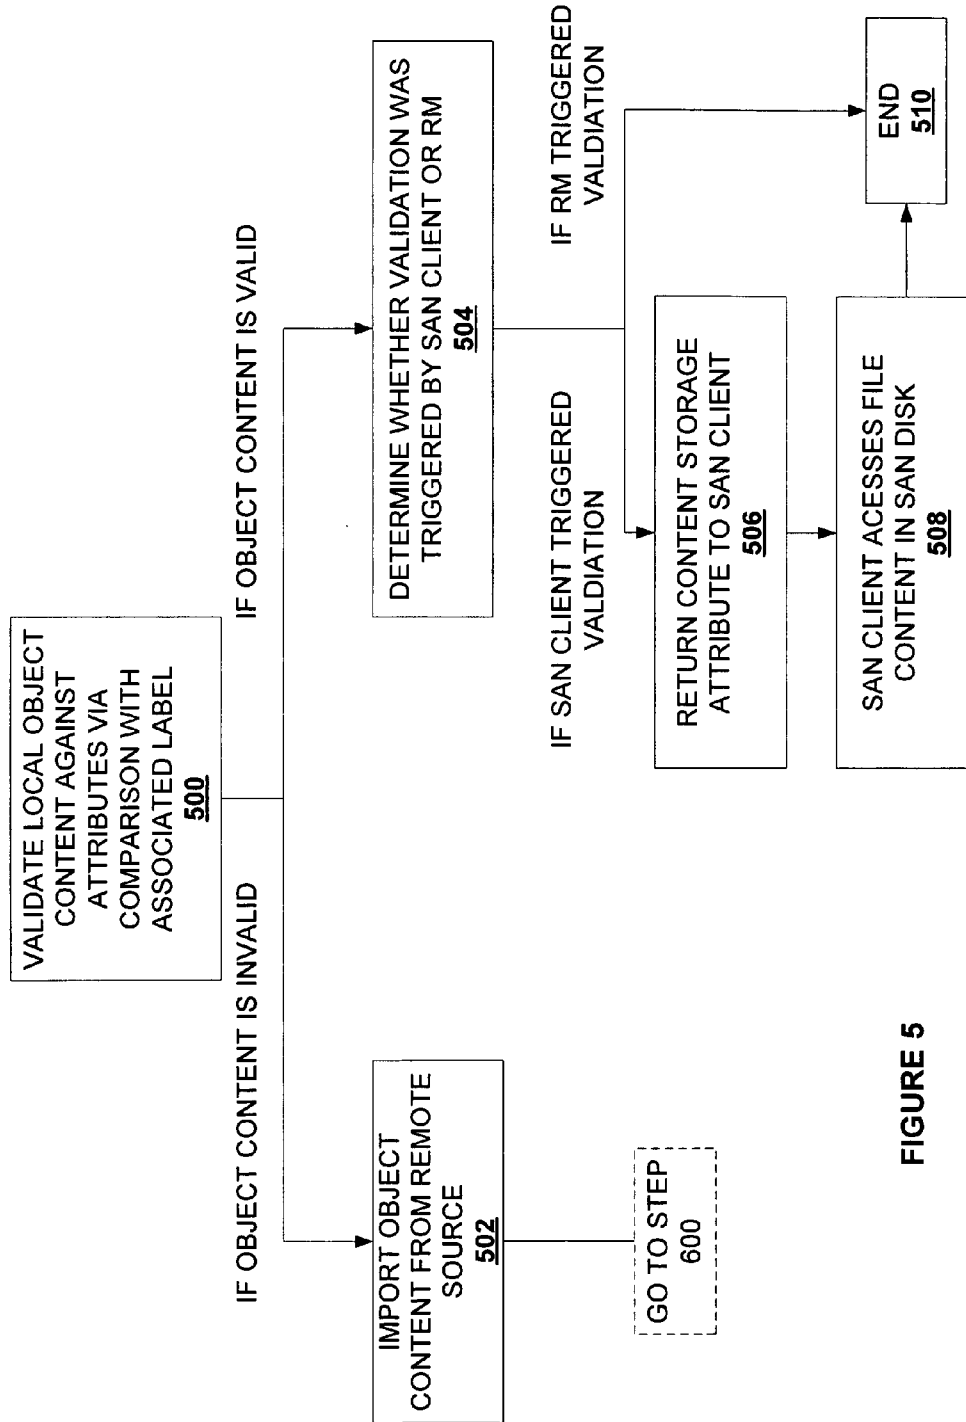 VALIDATE LOCAL OBJECT
CONTENT AGAINST
ATTRIBUTES VIA
COMPARISON WITH
ASSOCIATED LABEL
500
IF OBJECT CONTENT IS INVALID
IF OBJECT CONTENT IS VALID
IMPORT OBJECT
CONTENT FROM REMOTE
SOURCE
502
DETERMINE WHETHER VALIDATION WAS
TRIGGERED BY SAN CLIENT OR RM
504
IF SAN CLIENT TRIGGERED
VALDIATION
IF RM TRIGGERED
VALDIATION
GO TO STEP
600
RETURN CONTENT STORAGE
ATTRIBUTE TO SAN CLIENT
506
SAN CLIENT ACESSES FILE
CONTENT IN SAN DISK
508
END
510
FIGURE 5